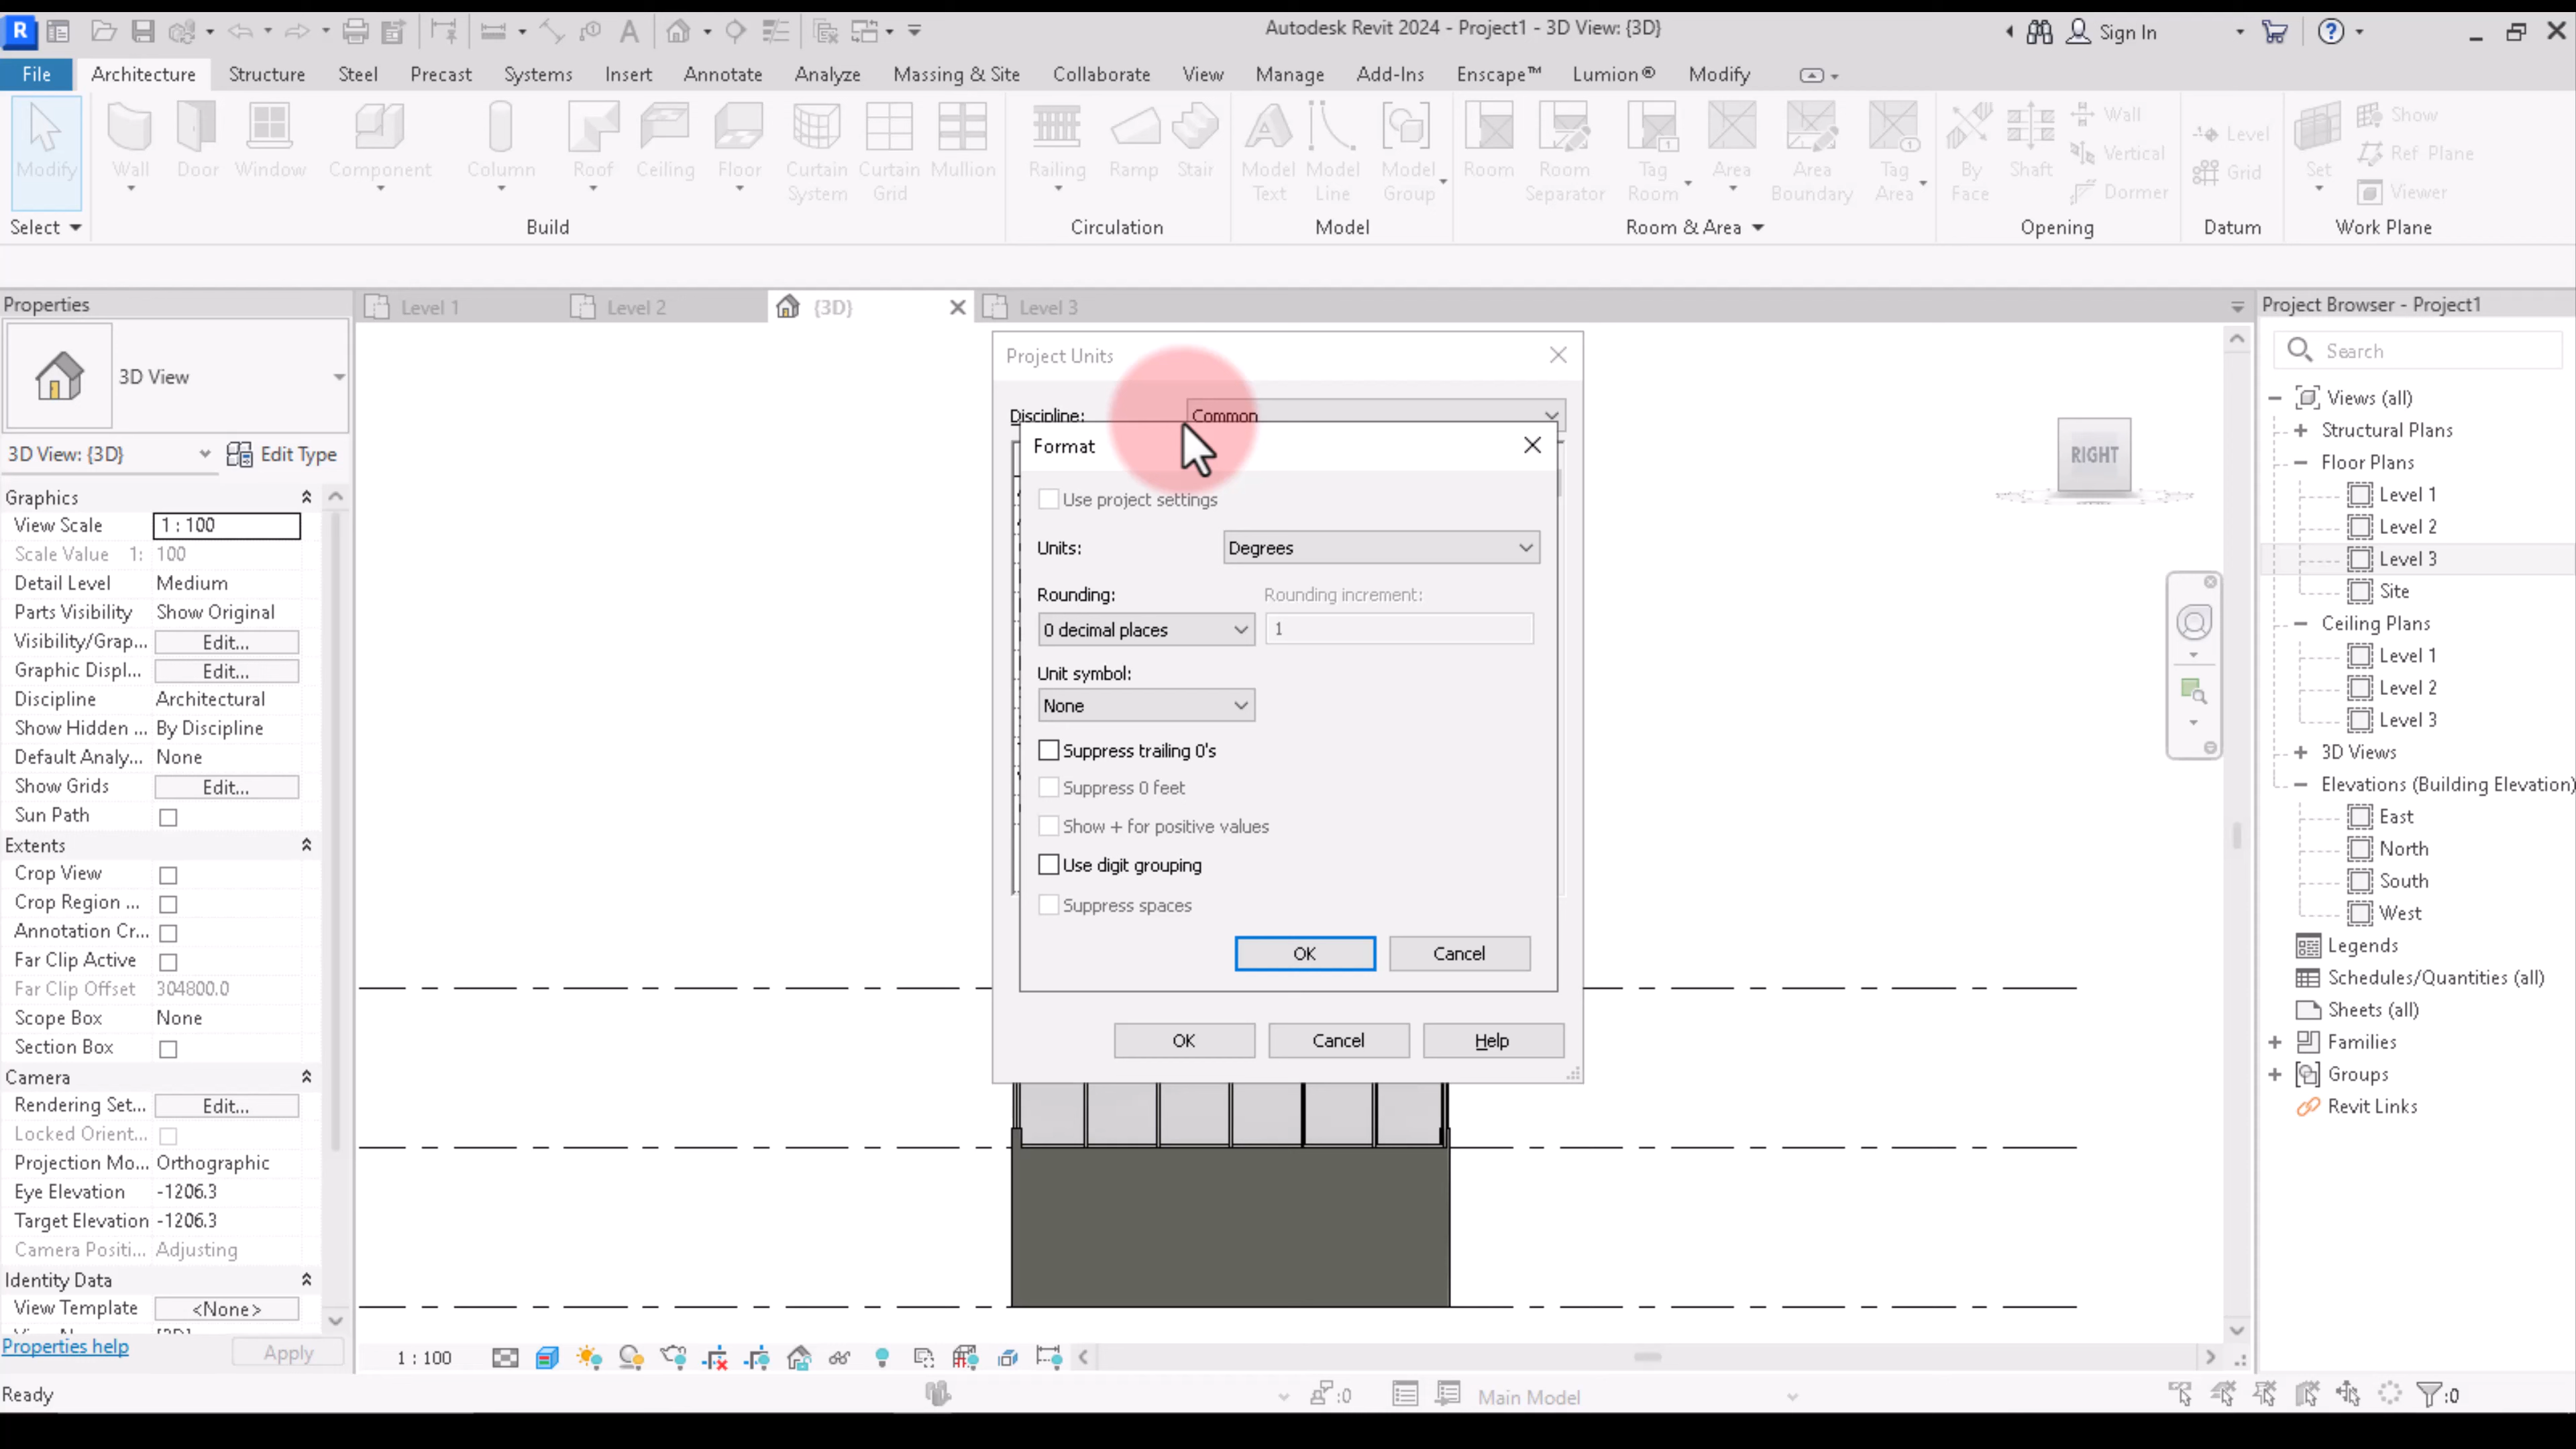 R
Autodesk Revit 2024 - Project1 - 3D View: {3D}
Sign In
File
Architecture
Structure
Steel
Precast
Systems
Insert
Annotate
Analyze
Massing & Site
Collaborate
View
Manage
Add-Ins
Enscape™
Lumion®
Modify
Modify
Wall
Door
Window
Component
Column
Roof
Ceiling
Floor
Curtain System
Curtain Grid
Mullion
Railing
Ramp
Stair
Model Text
Model Line
Model Group
Room
Room Separator
Tag Room
Area
Area Boundary
Tag Area
By Face
Shaft
Wall
Vertical
Dormer
Level
Grid
Set
Show
Ref Plane
Viewer
Select
Build
Circulation
Model
Room & Area
Opening
Datum
Work Plane
Properties
3D View
3D View: {3D}
Edit Type
Graphics
View Scale 1 : 100
Scale Value 1: 100
Detail Level Medium
Parts Visibility Show Original
Visibility/Grap... Edit...
Graphic Displ... Edit...
Discipline Architectural
Show Hidden ... By Discipline
Default Analy... None
Show Grids Edit...
Sun Path
Extents
Crop View
Crop Region ...
Annotation Cr...
Far Clip Active
Far Clip Offset 304800.0
Scope Box None
Section Box
Camera
Rendering Set... Edit...
Locked Orient...
Projection Mo... Orthographic
Eye Elevation -1206.3
Target Elevation -1206.3
Camera Positi... Adjusting
Identity Data
View Template <None>
Properties help
Apply
Level 1
Level 2
{3D}
Level 3
Project Units
Discipline: Common
Format
Use project settings
Units: Degrees
Rounding: Rounding increment:
0 decimal places 1
Unit symbol:
None
Suppress trailing 0's
Suppress 0 feet
Show + for positive values
Use digit grouping
Suppress spaces
OK Cancel
OK Cancel Help
RIGHT
Project Browser - Project1
Search
Views (all)
Structural Plans
Floor Plans
Level 1
Level 2
Level 3
Site
Ceiling Plans
Level 1
Level 2
Level 3
3D Views
Elevations (Building Elevation)
East
North
South
West
Legends
Schedules/Quantities (all)
Sheets (all)
Families
Groups
Revit Links
1 : 100
Ready
:0
Main Model
:0